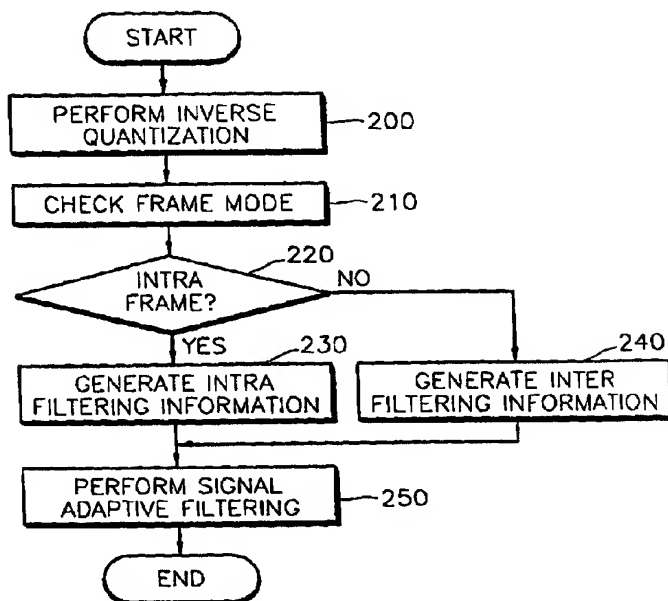 START
PERFORM INVERSE
QUANTIZATION
200
CHECK FRAME MODE
210
220
INTRA
FRAME?
NO
YES
230
240
GENERATE INTRA
FILTERING INFORMATION
GENERATE INTER
FILTERING INFORMATION
PERFORM SIGNAL
ADAPTIVE FILTERING
250
END